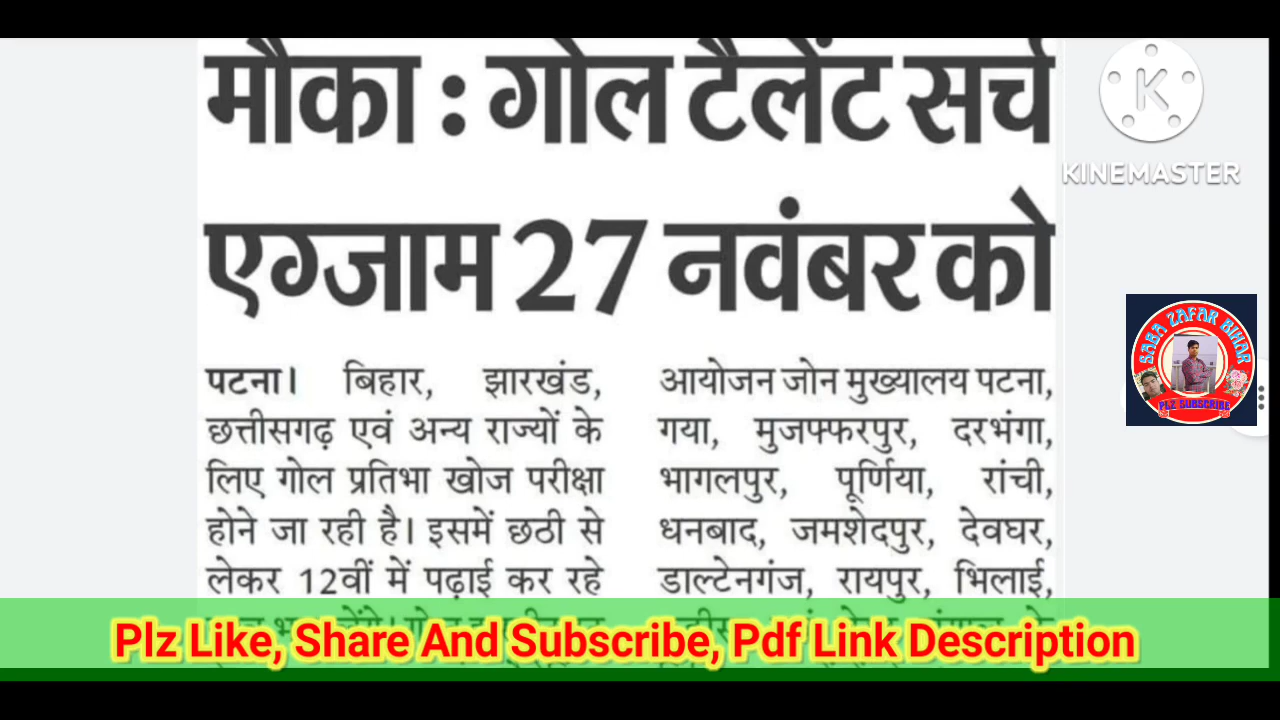 मौका : गोल टैलेंट सर्च
एग्जाम 27 नवंबर को
पटना। बिहार, झारखंड,
छत्तीसगढ़ एवं अन्य राज्यों के
लिए गोल प्रतिभा खोज परीक्षा
होने जा रही है। इसमें छठी से
लेकर 12वीं में पढ़ाई कर रहे
आयोजन जोन मुख्यालय पटना,
गया, मुजफ्फरपुर, दरभंगा,
भागलपुर, पूर्णिया, रांची,
धनबाद, जमशेदपुर, देवघर,
डाल्टेनगंज, रायपुर, भिलाई,
K
KINEMASTER
SABA ZAFAR BIHAR
PLZ SUBSCRIBE
Plz Like, Share And Subscribe, Pdf Link Description